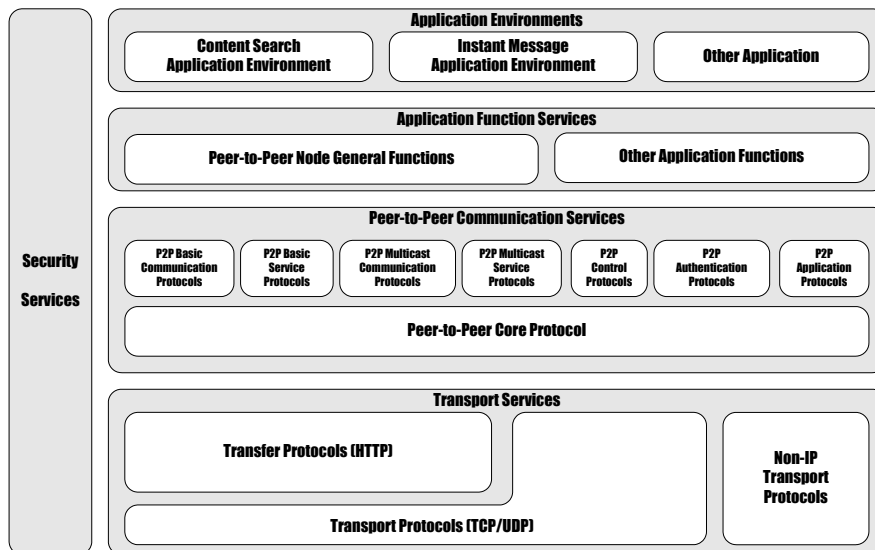 Security
Services
Application Environments
Content Search
Application Environment
Instant Message
Application Environment
Other Application
Application Function Services
Peer-to-Peer Node General Functions
Other Application Functions
Peer-to-Peer Communication Services
P2P Basic
Communication
Protocols
P2P Basic
Service
Protocols
P2P Multicast
Communication
Protocols
P2P Multicast
Service
Protocols
P2P
Control
Protocols
P2P
Authentication
Protocols
P2P
Application
Protocols
Peer-to-Peer Core Protocol
Transport Services
Transfer Protocols (HTTP)
Transport Protocols (TCP/UDP)
Non-IP
Transport
Protocols